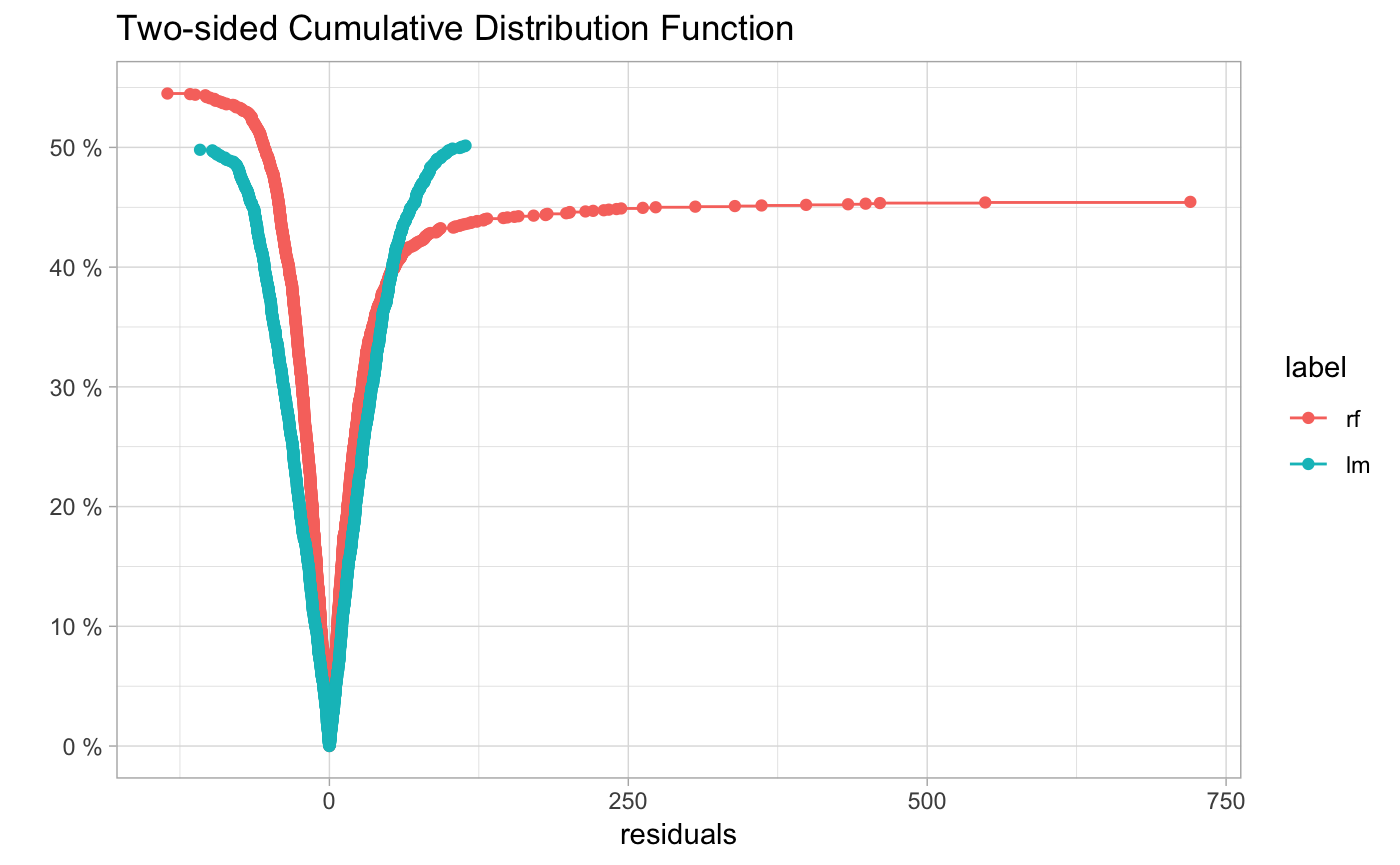 Two-sided Cumulative Distribution Function
50 %
40 %
30 %
20 %
10 %
0 %
0
250
500
750
residuals
label
rf
lm